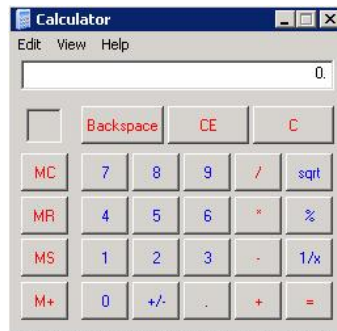 Calculator
Edit View Help
0.
Backspace CE C
MC 7 8 9 / sqrt
MR 4 5 6 * %
MS 1 2 3 - 1/x
M+ 0 +/- . + =